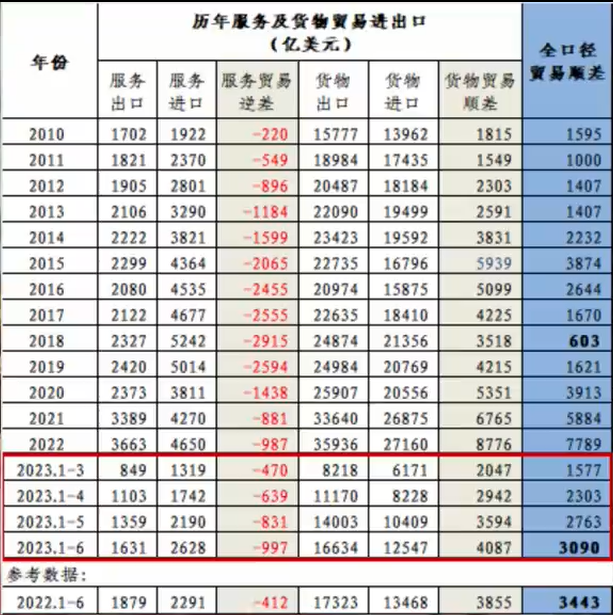 历年服务及货物贸易进出口
（亿美元）
年份 服务出口 服务进口 服务贸易逆差 货物出口 货物进口 货物贸易顺差 全口径贸易顺差
2010 1702 1922 -220 15777 13962 1815 1595
2011 1821 2370 -549 18984 17435 1549 1000
2012 1905 2801 -896 20487 18184 2303 1407
2013 2106 3290 -1184 22090 19499 2591 1407
2014 2222 3821 -1599 23423 19592 3831 2232
2015 2299 4364 -2065 22735 16796 5939 3874
2016 2080 4535 -2455 20974 15875 5099 2644
2017 2122 4677 -2555 22635 18410 4225 1670
2018 2327 5242 -2915 24874 21356 3518 603
2019 2420 5014 -2594 24984 20769 4215 1621
2020 2373 3811 -1438 25907 20556 5351 3913
2021 3389 4270 -881 33640 26875 6765 5884
2022 3663 4650 -987 35936 27160 8776 7789
2023.1-3 849 1319 -470 8218 6171 2047 1577
2023.1-4 1103 1742 -639 11170 8228 2942 2303
2023.1-5 1359 2190 -831 14003 10409 3594 2763
2023.1-6 1631 2628 -997 16634 12547 4087 3090
参考数据：
2022.1-6 1879 2291 -412 17323 13468 3855 3443